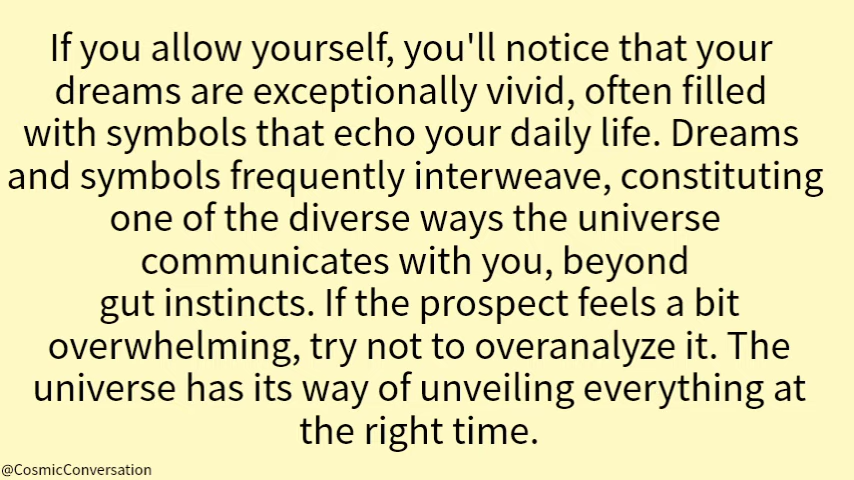 If you allow yourself, you'll notice that your
dreams are exceptionally vivid, often filled
with symbols that echo your daily life. Dreams
and symbols frequently interweave, constituting
one of the diverse ways the universe
communicates with you, beyond
gut instincts. If the prospect feels a bit
overwhelming, try not to overanalyze it. The
universe has its way of unveiling everything at
the right time.
@CosmicConversation